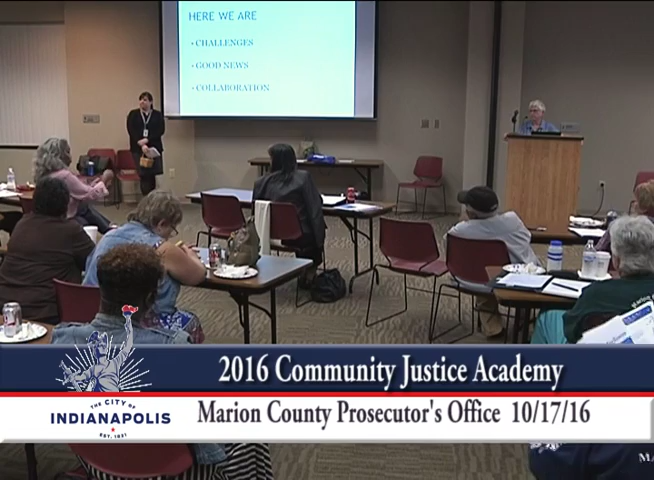 HERE WE ARE
• CHALLENGES
• GOOD NEWS
• COLLABORATION
2016 Community Justice Academy
THE CITY OF
INDIANAPOLIS
EST. 1821
Marion County Prosecutor's Office 10/17/16